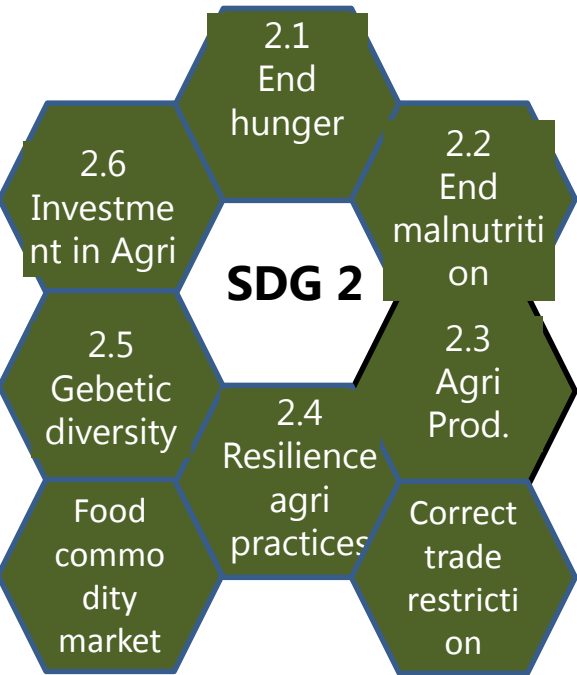 2.1
End
hunger
2.2
End
malnutriti
on
2.6
Investme
nt in Agri
SDG 2
2.3
Agri
Prod.
2.5
Gebetic
diversity
2.4
Resilience
agri
practices
Food
commo
dity
market
Correct
trade
restricti
on